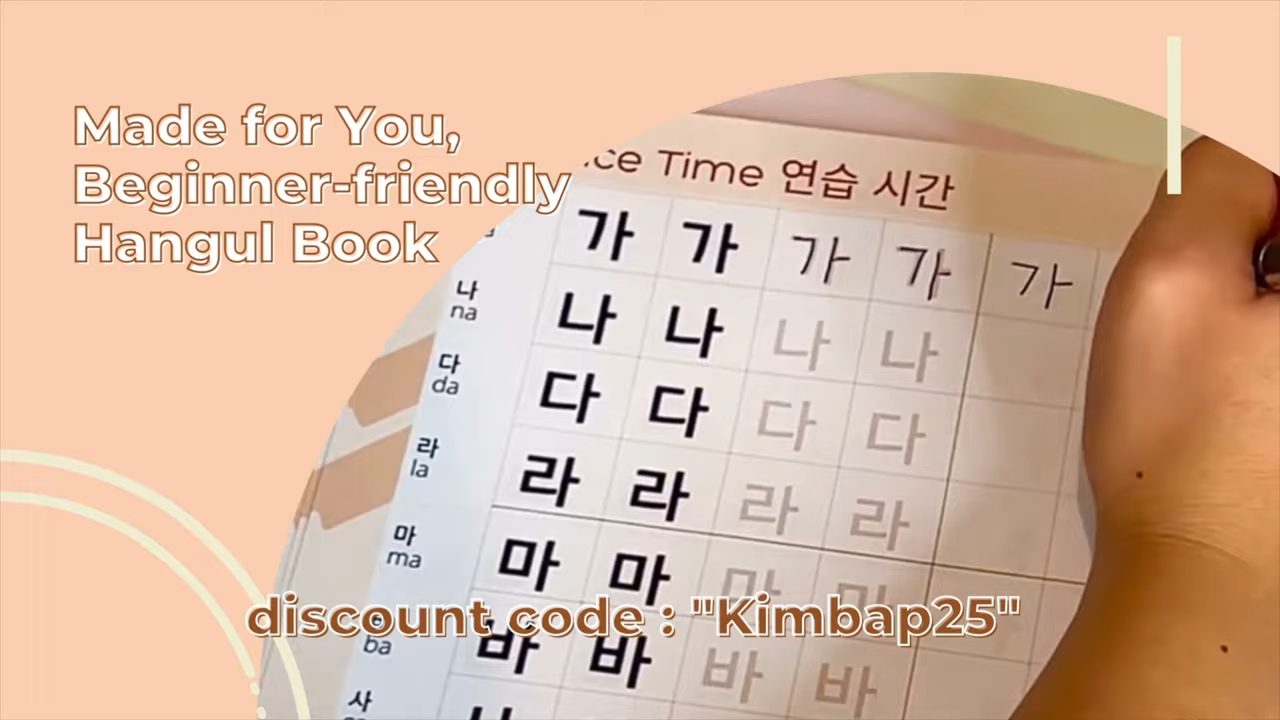 Made for You,
Beginner-friendly
Hangul Book
Time 연습 시간
가 가 가 가 가
나 na 나 나 나 나
다 da 다 다 다 다
라 la 라 라 라 라
마 ma 마 마 마 마
discount code : "Kimbap25"
ba 바 바 바 바
사